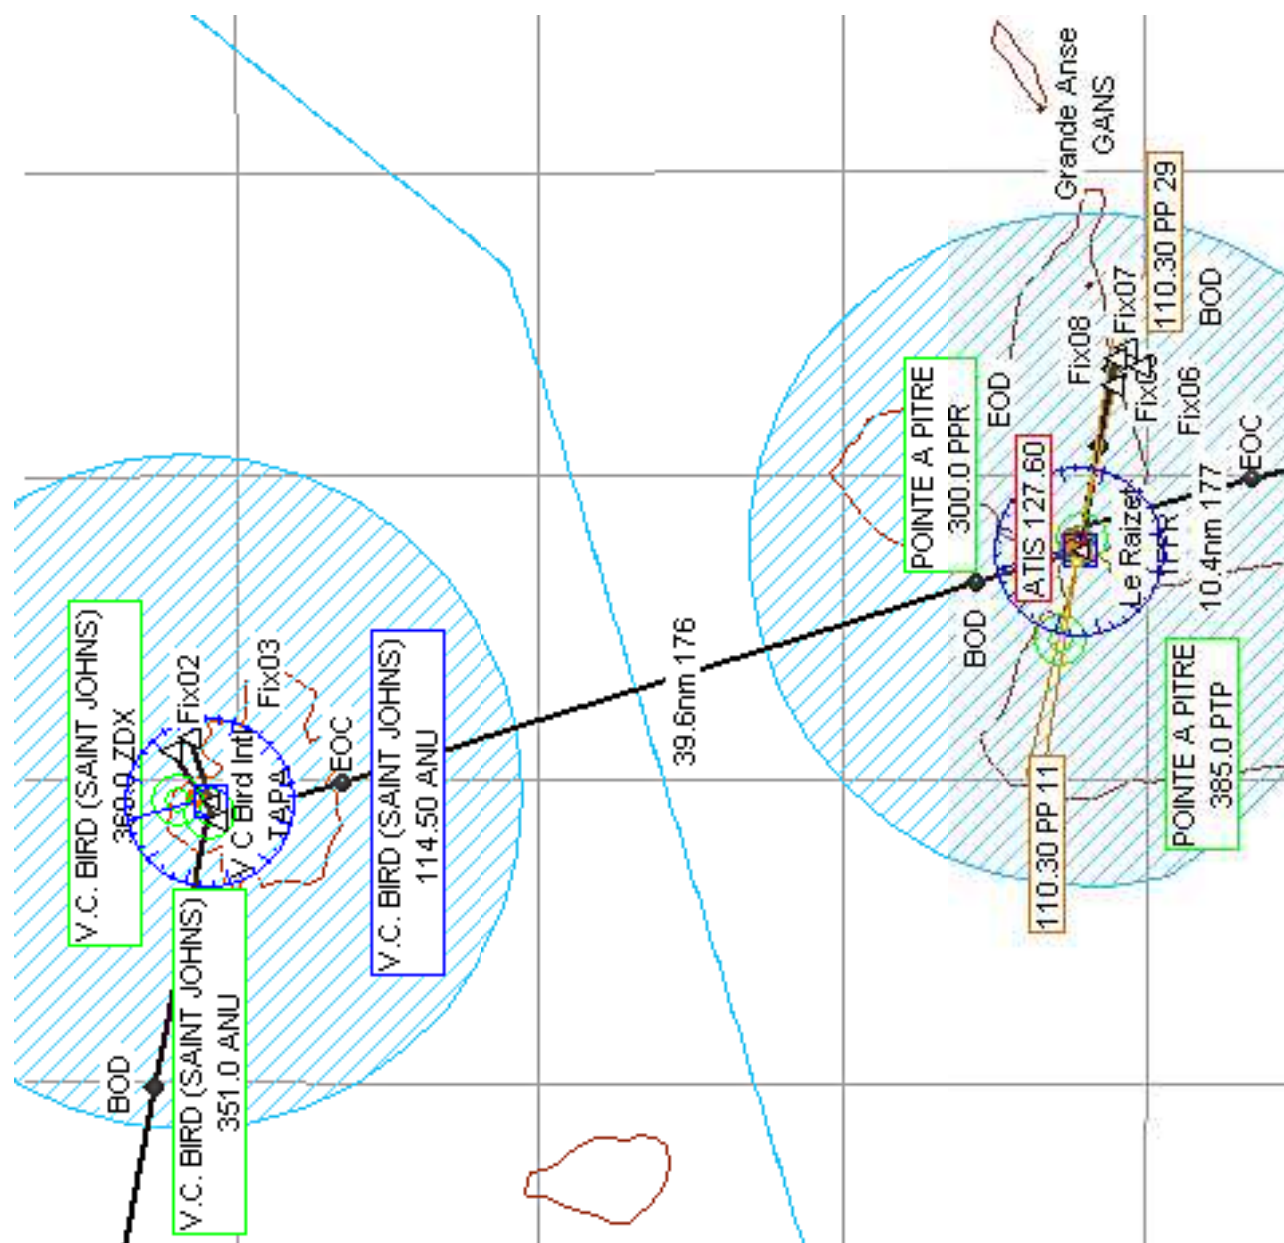 Grande Anse
GANS
110.30 PP 29
BOD
Fix07
Fix08
Fix06
EOD
POINTE A PITRE
300.0 PPR
ATIS 127.60
Le Raizet
TFFR
10.4nm 177
EOC
BOD
POINTE A PITRE
385.0 PTP
110.30 PP 11
39.6nm 176
V.C. BIRD (SAINT JOHNS)
ZDX
Fix02
Fix03
V C Bird Intl
TAPA
EOC
V.C. BIRD (SAINT JOHNS)
114.50 ANU
V.C. BIRD (SAINT JOHNS)
351.0 ANU
BOD